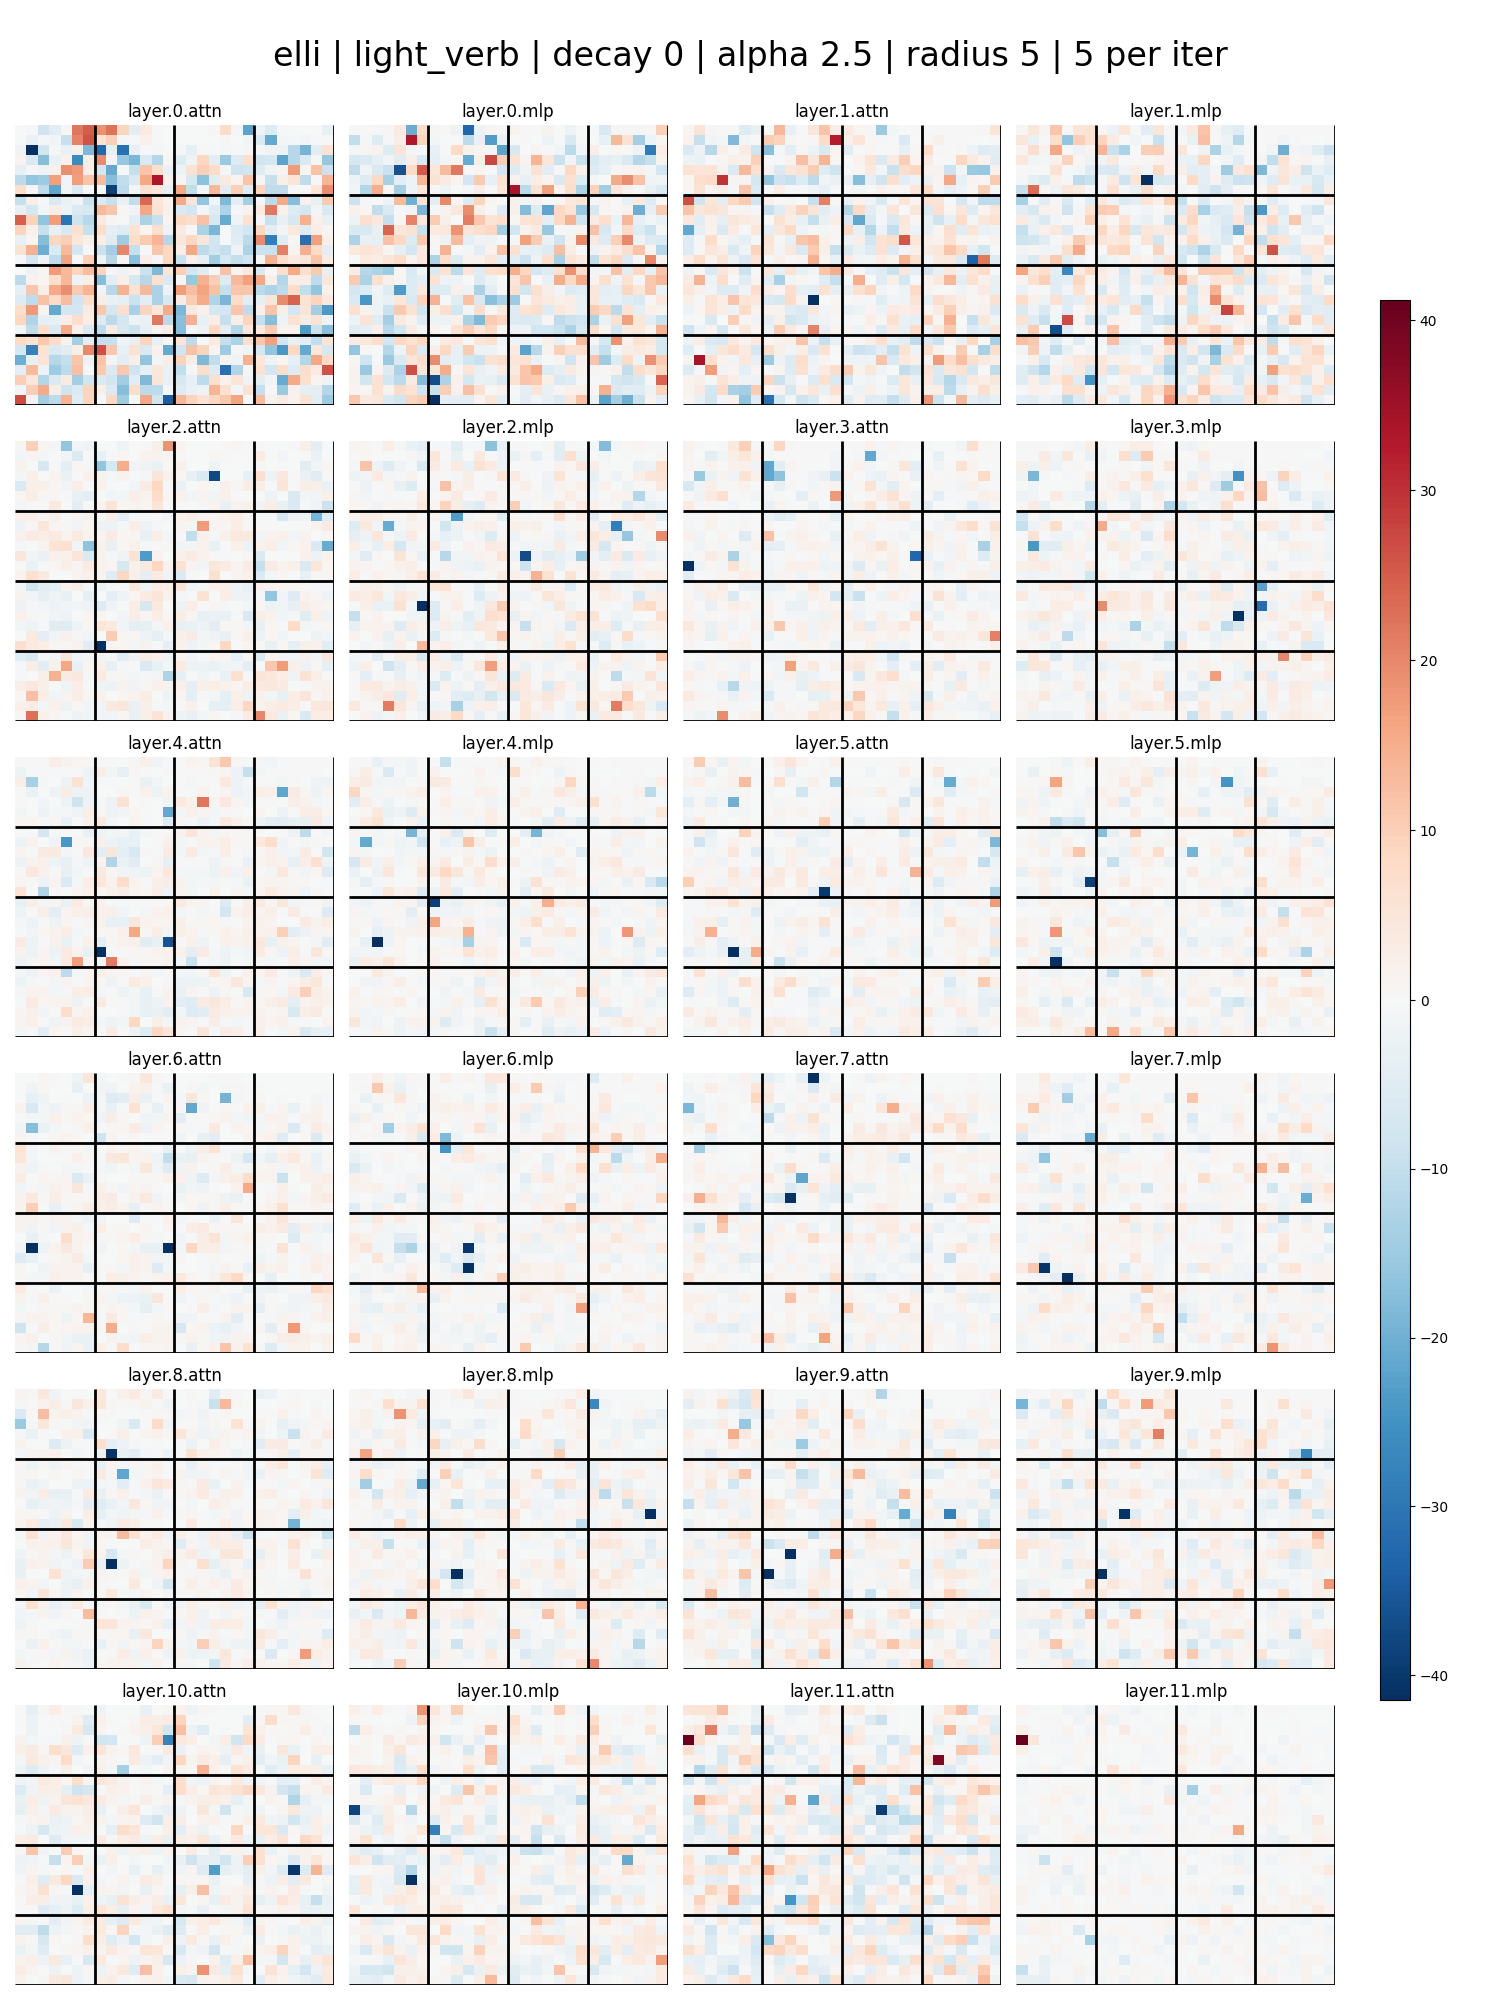 elli | light_verb | decay 0 | alpha 2.5 | radius 5 | 5 per iter
layer.0.attn
layer.0.mlp
layer.1.attn
layer.1.mlp
layer.2.attn
layer.2.mlp
layer.3.attn
layer.3.mlp
layer.4.attn
layer.4.mlp
layer.5.attn
layer.5.mlp
layer.6.attn
layer.6.mlp
layer.7.attn
layer.7.mlp
layer.8.attn
layer.8.mlp
layer.9.attn
layer.9.mlp
layer.10.attn
layer.10.mlp
layer.11.attn
layer.11.mlp
40
30
20
10
0
−10
−20
−30
−40